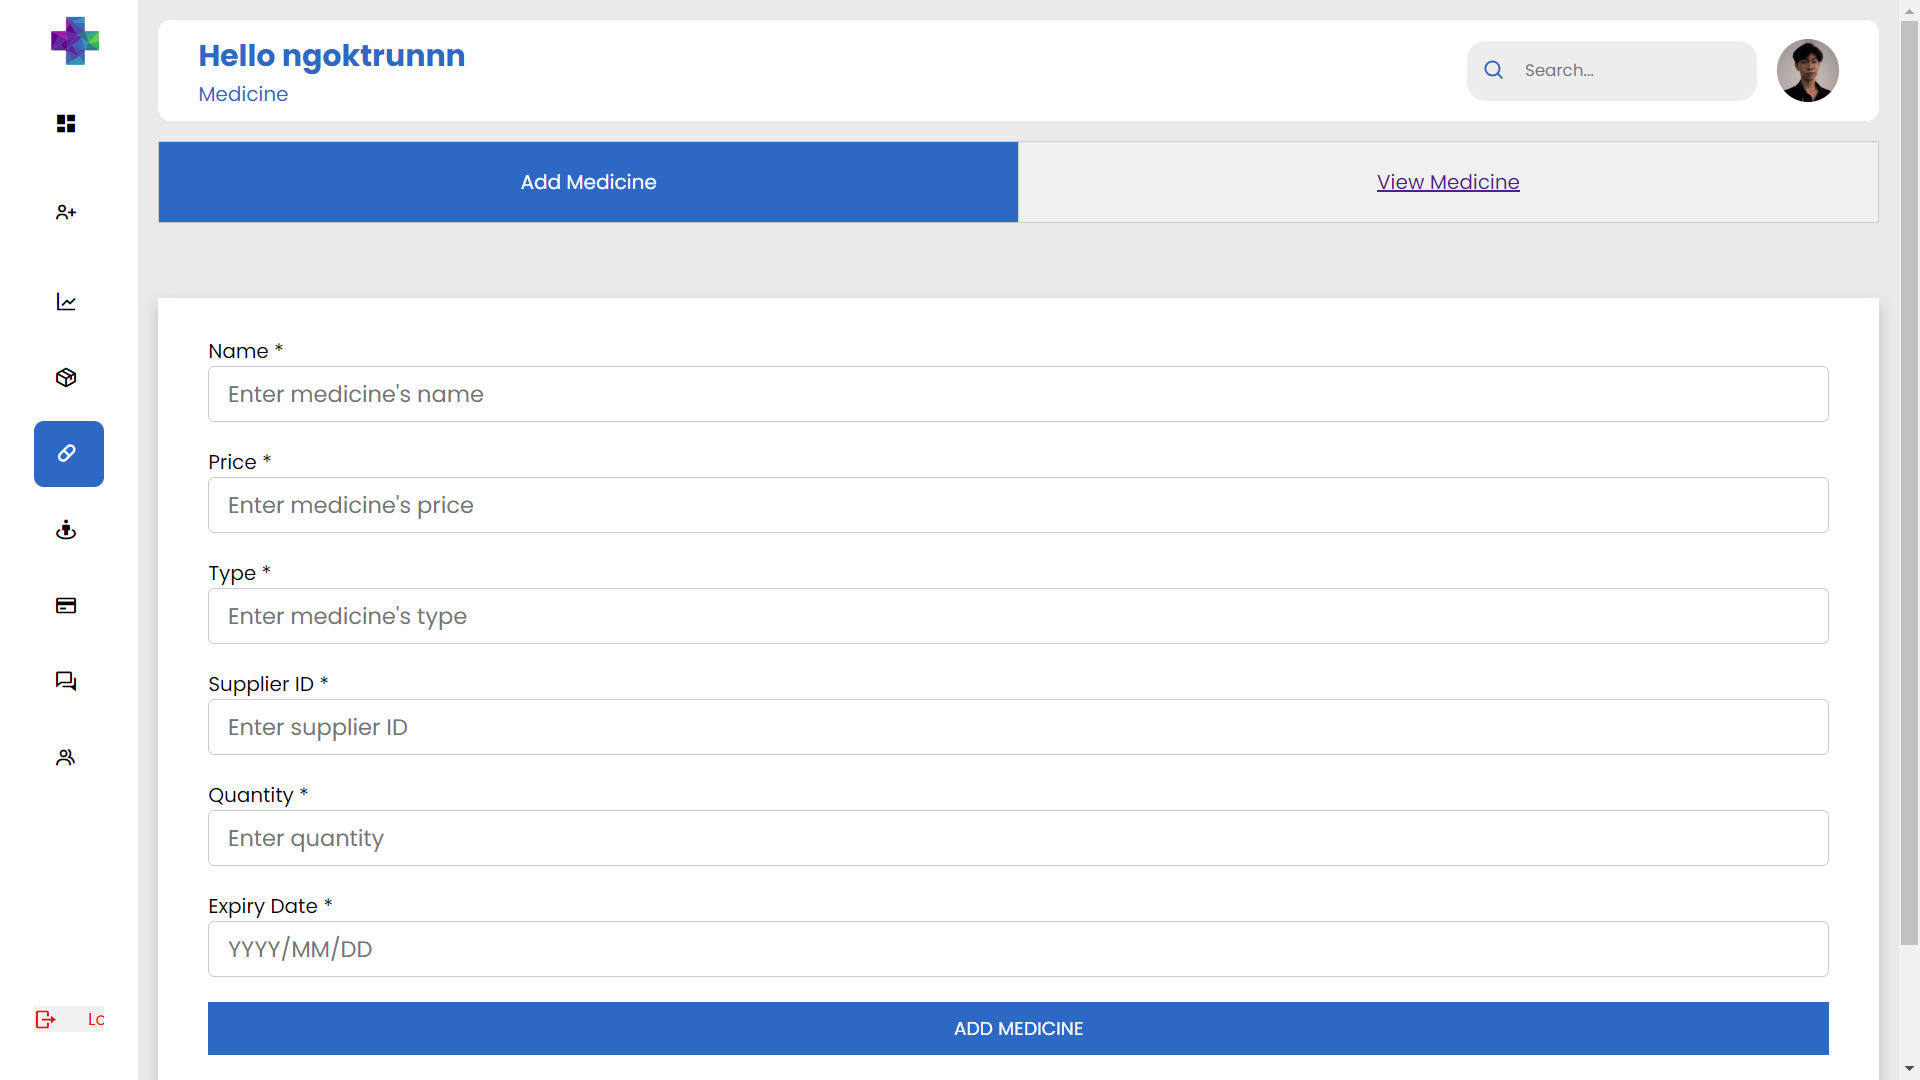 Hello ngoktrunnn
Medicine
Search...
Add Medicine
View Medicine
Name *
Enter medicine's name
Price *
Enter medicine's price
Type *
Enter medicine's type
Supplier ID *
Enter supplier ID
Quantity *
Enter quantity
Expiry Date *
YYYY/MM/DD
ADD MEDICINE
Lo